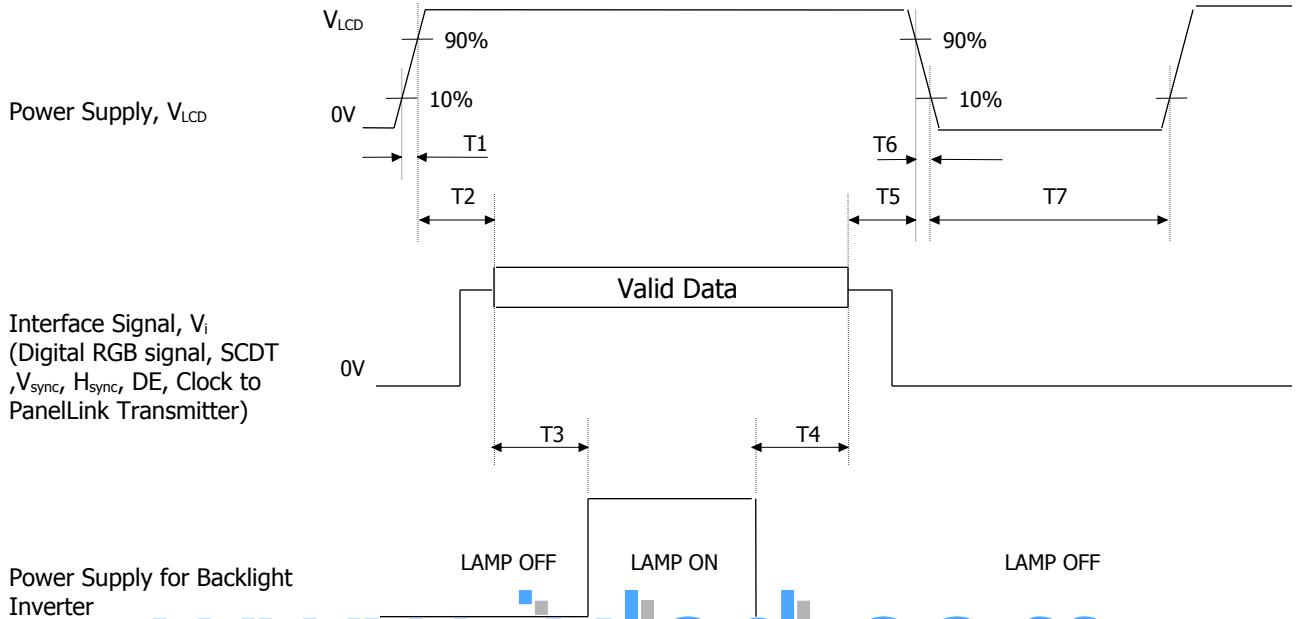 VLCD
90%
90%
Power Supply, VLCD
0V
10%
10%
T1
T6
T2
T5
T7
Valid Data
Interface Signal, Vi
(Digital RGB signal, SCDT
,Vsync, Hsync, DE, Clock to
PanelLink Transmitter)
0V
T3
T4
LAMP OFF
LAMP ON
LAMP OFF
Power Supply for Backlight
Inverter